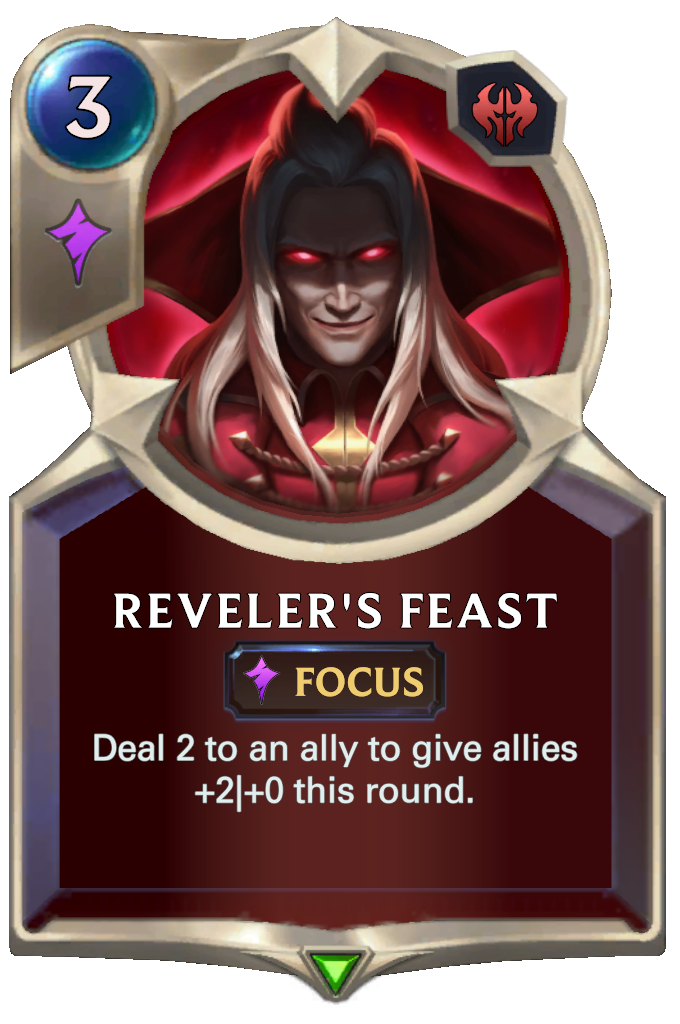 3
REVELER'S FEAST
FOCUS
Deal 2 to an ally to give allies
+2|+0 this round.